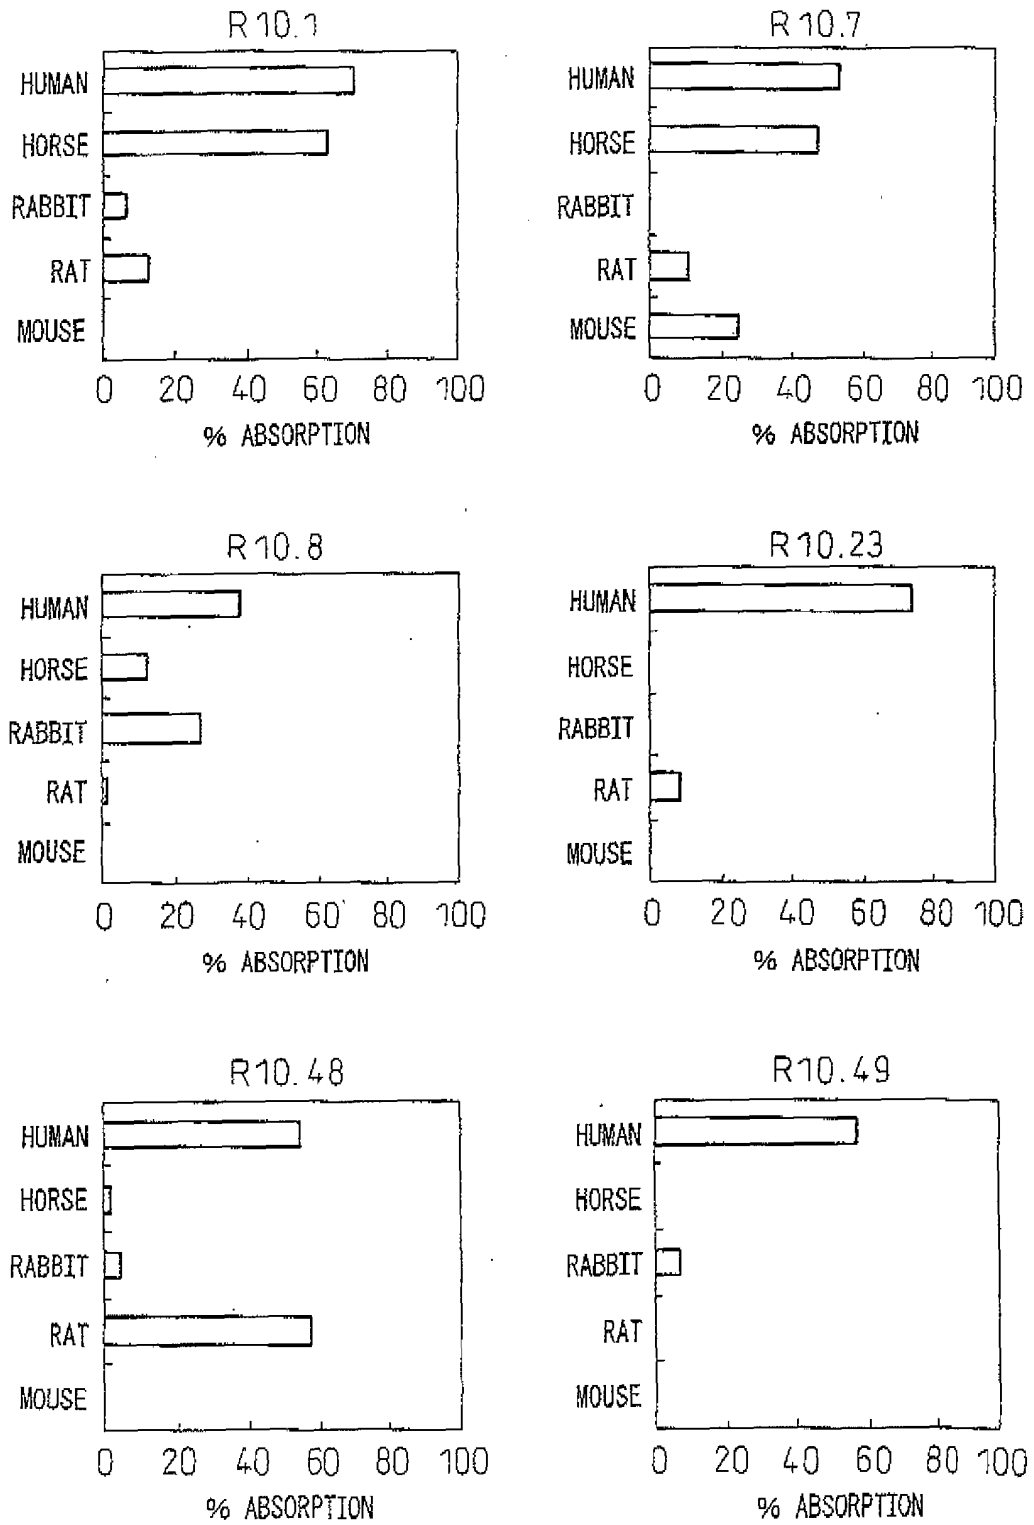 R10.1
HUMAN
HORSE
RABBIT
RAT
MOUSE
0 20 40 60 80 100
% ABSORPTION
R10.7
HUMAN
HORSE
RABBIT
RAT
MOUSE
0 20 40 60 80 100
% ABSORPTION
R10.8
HUMAN
HORSE
RABBIT
RAT
MOUSE
0 20 40 60 80 100
% ABSORPTION
R10.23
HUMAN
HORSE
RABBIT
RAT
MOUSE
0 20 40 60 80 100
% ABSORPTION
R10.48
HUMAN
HORSE
RABBIT
RAT
MOUSE
0 20 40 60 80 100
% ABSORPTION
R10.49
HUMAN
HORSE
RABBIT
RAT
MOUSE
0 20 40 60 80 100
% ABSORPTION